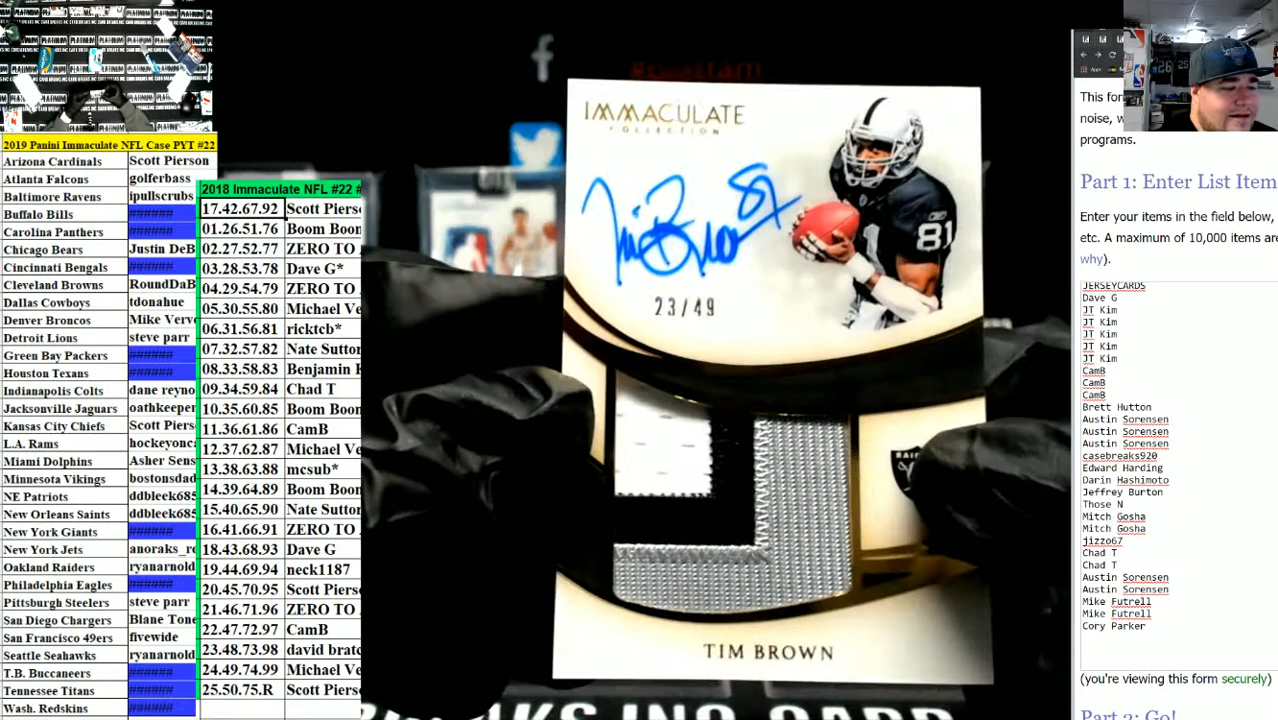 2019 Panini Immaculate NFL Case PYT #22
Arizona Cardinals Scott Pierson
Atlanta Falcons golferbass
Baltimore Ravens ipullscrubs
Buffalo Bills ######
Carolina Panthers ######
Chicago Bears Justin DeB
Cincinnati Bengals ######
Cleveland Browns RoundDaB
Dallas Cowboys tdonahue
Denver Broncos Mike Verv
Detroit Lions steve parr
Green Bay Packers ######
Houston Texans ######
Indianapolis Colts dane reyno
Jacksonville Jaguars oathkeeper
Kansas City Chiefs Scott Piers
L.A. Rams hockeyonc
Miami Dolphins Asher Sens
Minnesota Vikings bostonsdad
NE Patriots ddbleek685
New Orleans Saints ddbleek685
New York Giants ######
New York Jets anoraks_re
Oakland Raiders ryanarnold
Philadelphia Eagles ######
Pittsburgh Steelers steve parr
San Diego Chargers Blane Tone
San Francisco 49ers fivewide
Seattle Seahawks ryanarnold
T.B. Buccaneers ######
Tennessee Titans ######
Wash. Redskins ######
2018 Immaculate NFL #22 #
17.42.67.92 Scott Pierso
01.26.51.76 Boom Boon
02.27.52.77 ZERO TO
03.28.53.78 Dave G*
04.29.54.79 ZERO TO
05.30.55.80 Michael Ve
06.31.56.81 ricktcb*
07.32.57.82 Nate Sutton
08.33.58.83 Benjamin
09.34.59.84 Chad T
10.35.60.85 Boom Boon
11.36.61.86 CamB
12.37.62.87 Michael Ve
13.38.63.88 mcsub*
14.39.64.89 Boom Boon
15.40.65.90 Nate Sutton
16.41.66.91 ZERO TO
18.43.68.93 Dave G
19.44.69.94 neck1187
20.45.70.95 Scott Pierso
21.46.71.96 ZERO TO
22.47.72.97 CamB
23.48.73.98 david bratc
24.49.74.99 Michael Ve
25.50.75.R Scott Pierso
IMMACULATE
COLLECTION
81
23/49
TIM BROWN
BREAKS INC CARD
Apps
This for
noise, w
programs.
Part 1: Enter List Item
Enter your items in the field below,
etc. A maximum of 10,000 items are
why).
JERSEYCARDS
Dave G
JT Kim
JT Kim
JT Kim
JT Kim
JT Kim
CamB
CamB
CamB
Brett Hutton
Austin Sorensen
Austin Sorensen
Austin Sorensen
casebreaks920
Edward Harding
Darin Hashimoto
Jeffrey Burton
Those N
Mitch Gosha
Mitch Gosha
jizzo67
Chad T
Chad T
Austin Sorensen
Austin Sorensen
Mike Futrell
Mike Futrell
Cory Parker
(you're viewing this form securely)
Part 2: Go!